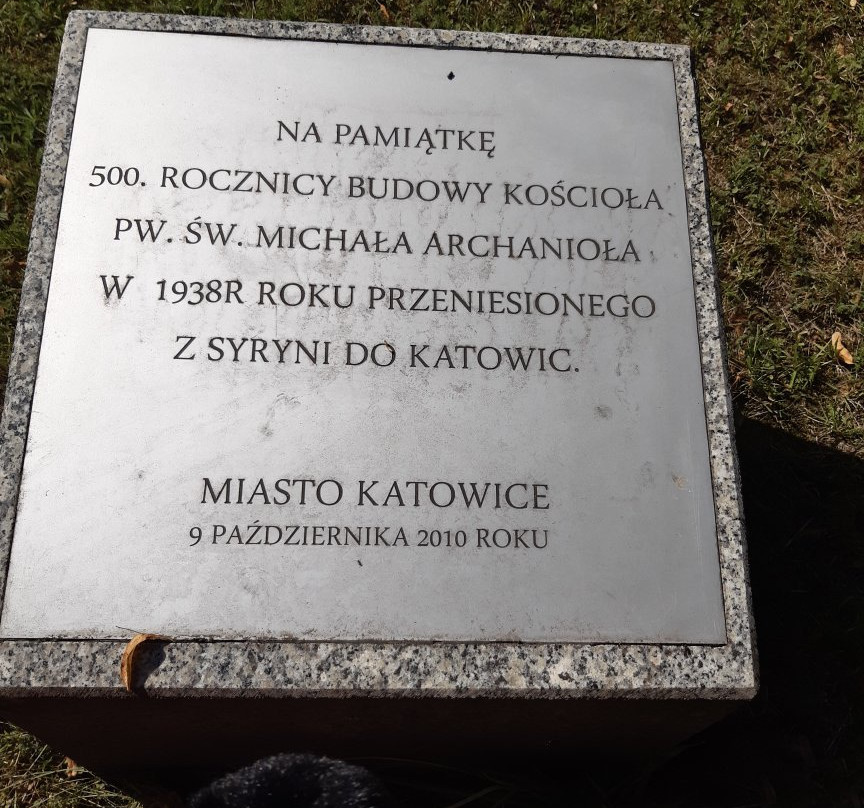 NA PAMIĄTKĘ
500. ROCZNICY BUDOWY KOŚCIOŁA
PW. ŚW. MICHAŁA ARCHANIOŁA
W 1938R ROKU PRZENIESIONEGO
Z SYRYNI DO KATOWIC.
MIASTO KATOWICE
9 PAŹDZIERNIKA 2010 ROKU